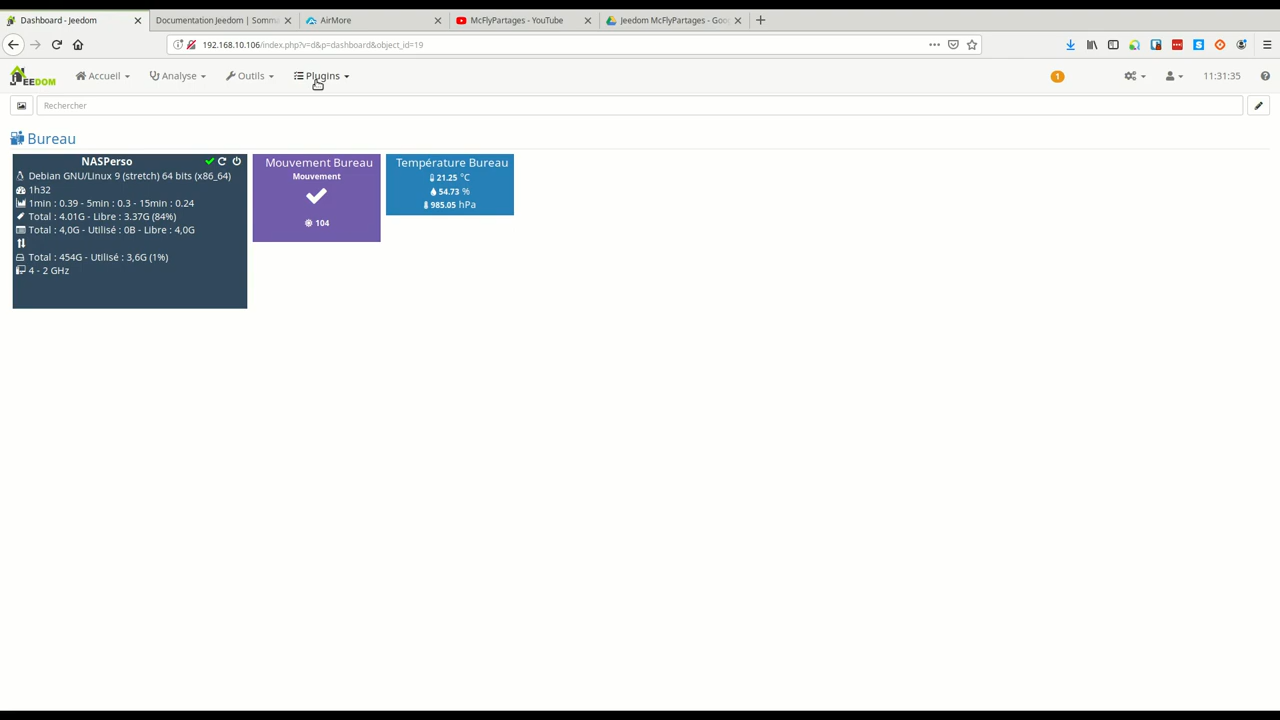 Dashboard - Jeedom
Documentation Jeedom | Somm
AirMore
McFlyPartages - YouTube
Jeedom McFlyPartages - Goo
192.168.10.106/index.php?v=d&p=dashboard&object_id=19
JEEDOM
Accueil
Analyse
Outils
Plugins
1
11:31:35
Rechercher
Bureau
NASPerso
Debian GNU/Linux 9 (stretch) 64 bits (x86_64)
1h32
1min : 0.39 - 5min : 0.3 - 15min : 0.24
Total : 4.01G - Libre : 3.37G (84%)
Total : 4,0G - Utilisé : 0B - Libre : 4,0G
Total : 454G - Utilisé : 3,6G (1%)
4 - 2 GHz
Mouvement Bureau
Mouvement
104
Température Bureau
21.25 °C
54.73 %
985.05 hPa